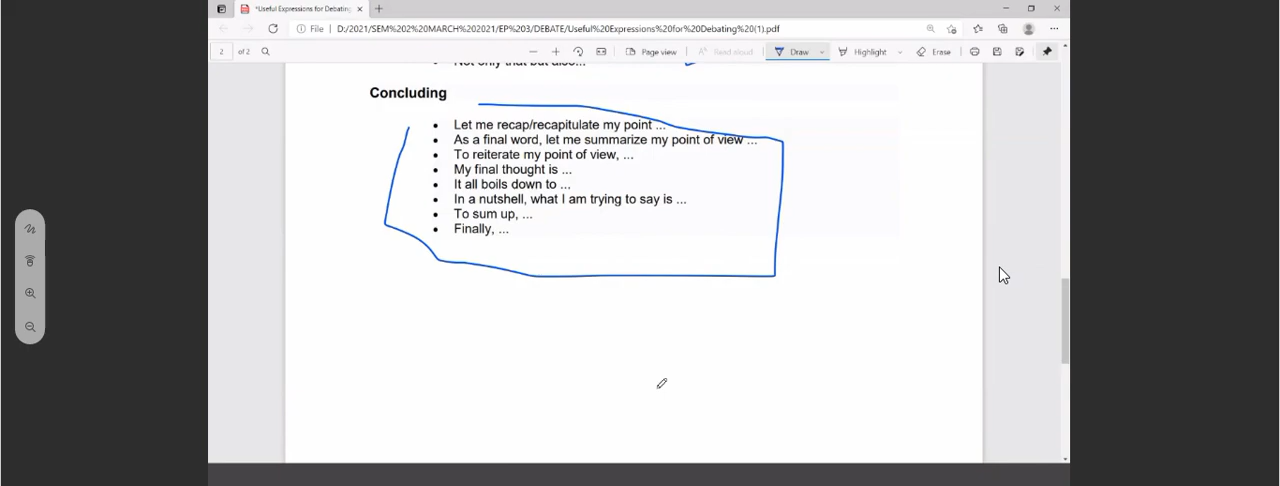 *Useful Expressions for Debating
File
D:/2021/SEM%202%20MARCH%202021/EP%203/DEBATE/Useful%20Expressions%20for%20Debating%20(1).pdf
2 of 2
Page view
Read aloud
Draw
Highlight
Erase
Not only that but also...
Concluding
• Let me recap/recapitulate my point ...
• As a final word, let me summarize my point of view ...
• To reiterate my point of view, ...
• My final thought is ...
• It all boils down to ...
• In a nutshell, what I am trying to say is ...
• To sum up, ...
• Finally, ...